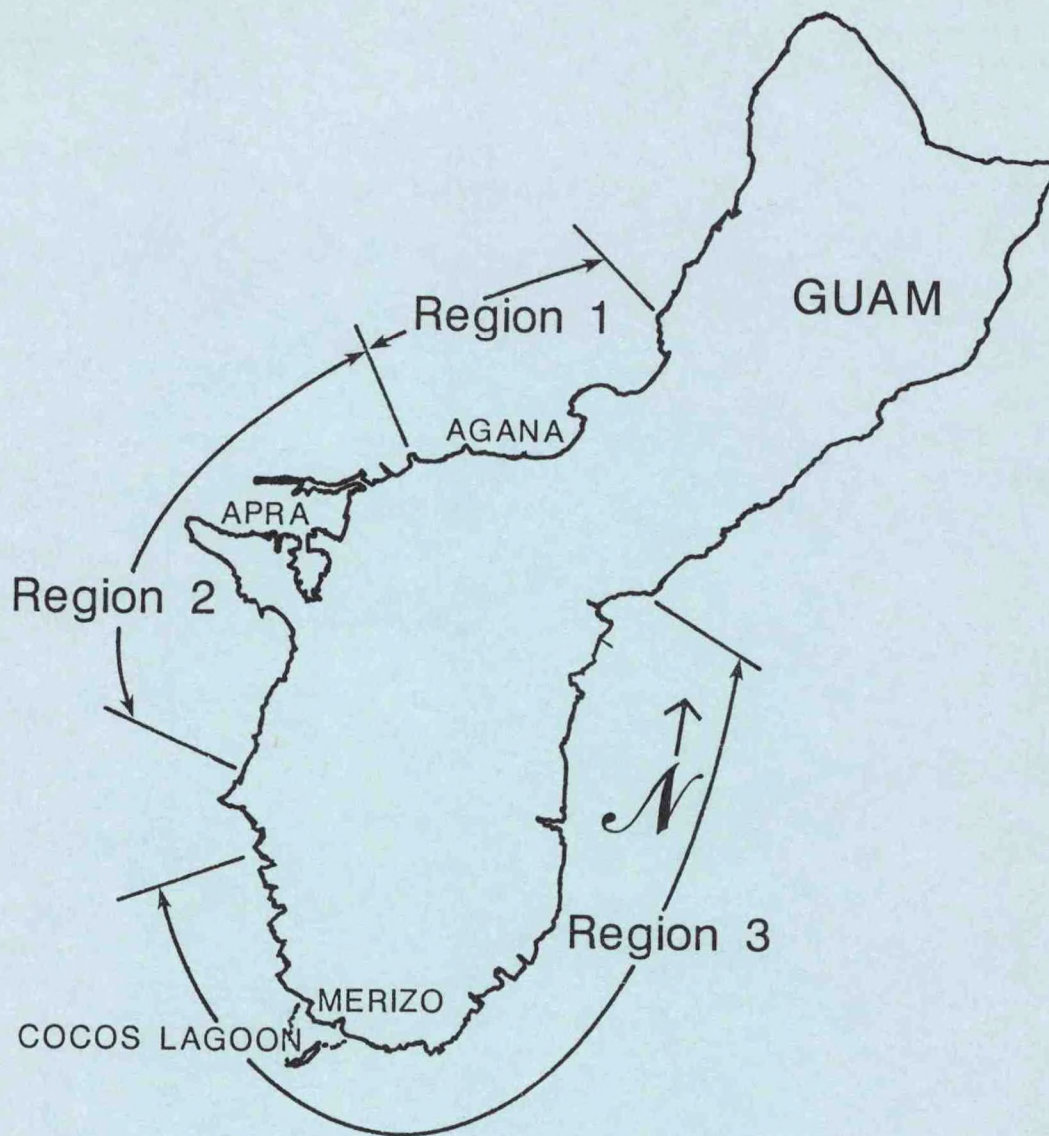 GUAM
Region 1
AGANA
APRA
Region 2
N
Region 3
MERIZO
COCOS LAGOON